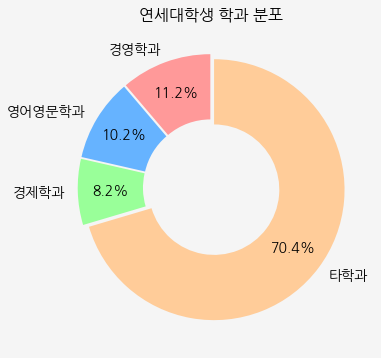 연세대학생 학과 분포
경영학과
11.2%
영어영문학과
10.2%
경제학과
8.2%
70.4%
타학과